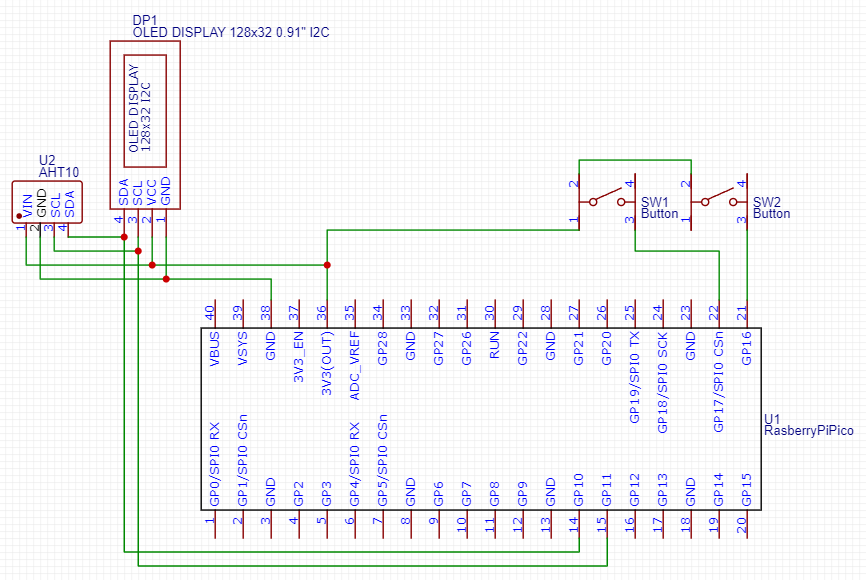 DP1
OLED DISPLAY 128x32 0.91" I2C
OLED DISPLAY
128x32 I2C
SDA
SCL
VCC
GND
4
3
2
1
U2
AHT10
VIN
GND
SCL
SDA
1
2
3
4
2
4
1
3
SW1
Button
2
4
1
3
SW2
Button
40
39
38
37
36
35
34
33
32
31
30
29
28
27
26
25
24
23
22
21
VBUS
VSYS
GND
3V3_EN
3V3(OUT)
ADC_VREF
GP28
GND
GP27
GP26
RUN
GP22
GND
GP21
GP20
GP19/SPI0 TX
GP18/SPI0 SCK
GND
GP17/SPI0 CSn
GP16
U1
RasberryPiPico
GP0/SPI0 RX
GP1/SPI0 CSn
GND
GP2
GP3
GP4/SPI0 RX
GP5/SPI0 CSn
GND
GP6
GP7
GP8
GP9
GND
GP10
GP11
GP12
GP13
GND
GP14
GP15
1
2
3
4
5
6
7
8
9
10
11
12
13
14
15
16
17
18
19
20